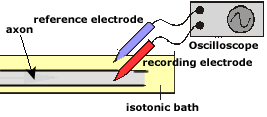 reference electrode
axon
Oscilloscope
recording electrode
isotonic bath